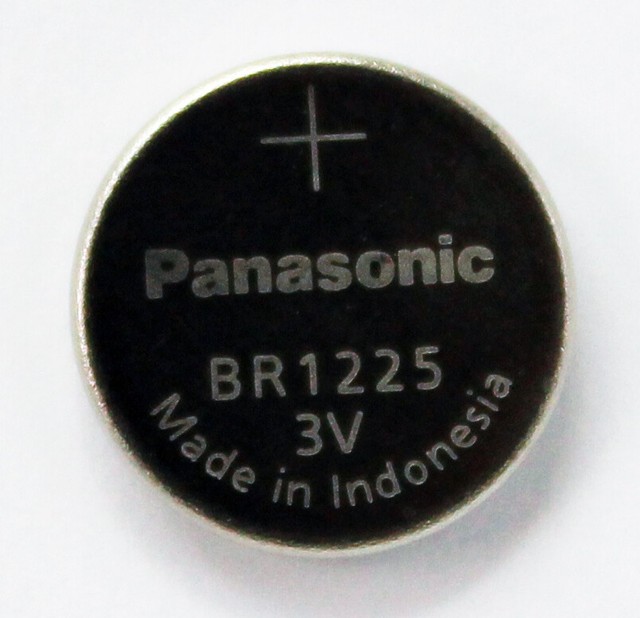 +
Panasonic
BR1225
3V
Made in Indonesia